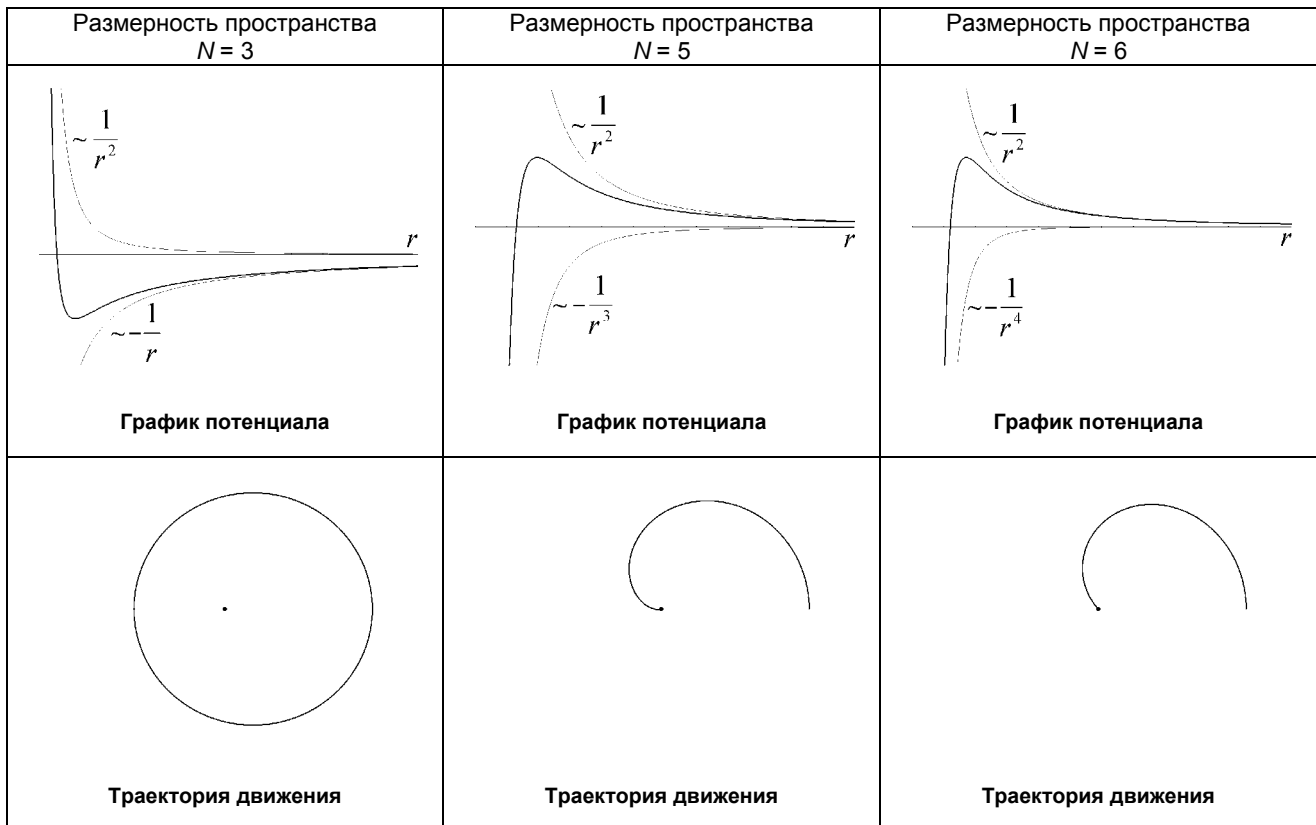 Размерность пространства
N = 3
Размерность пространства
N = 5
Размерность пространства
N = 6
~ 1/r²
r
~ − 1/r
График потенциала
~ 1/r²
r
~ − 1/r³
График потенциала
~ 1/r²
r
~ − 1/r⁴
График потенциала
Траектория движения
Траектория движения
Траектория движения